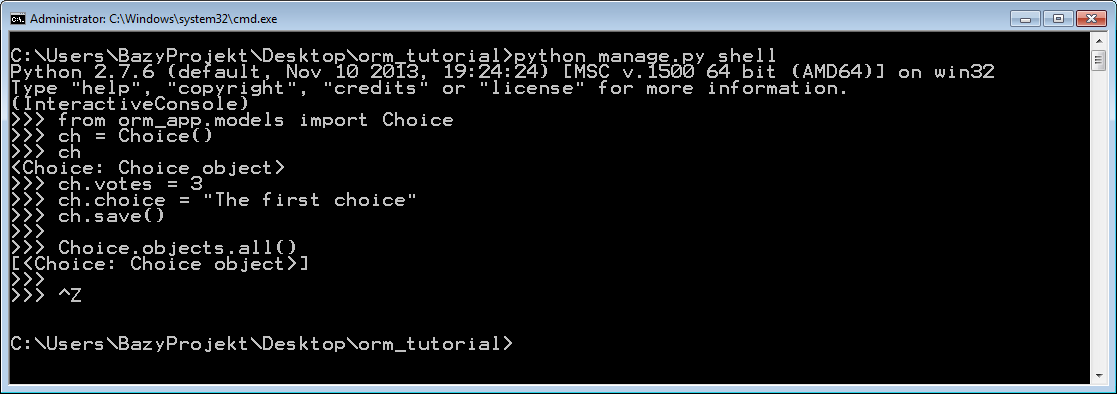 Administrator: C:\Windows\system32\cmd.exe
C:\Users\BazyProjekt\Desktop\orm_tutorial>python manage.py shell
Python 2.7.6 (default, Nov 10 2013, 19:24:24) [MSC v.1500 64 bit (AMD64)] on win32
Type "help", "copyright", "credits" or "license" for more information.
(InteractiveConsole)
>>> from orm_app.models import Choice
>>> ch = Choice()
>>> ch
<Choice: Choice object>
>>> ch.votes = 3
>>> ch.choice = "The first choice"
>>> ch.save()
>>>
>>> Choice.objects.all()
[<Choice: Choice object>]
>>>
>>> ^Z
C:\Users\BazyProjekt\Desktop\orm_tutorial>